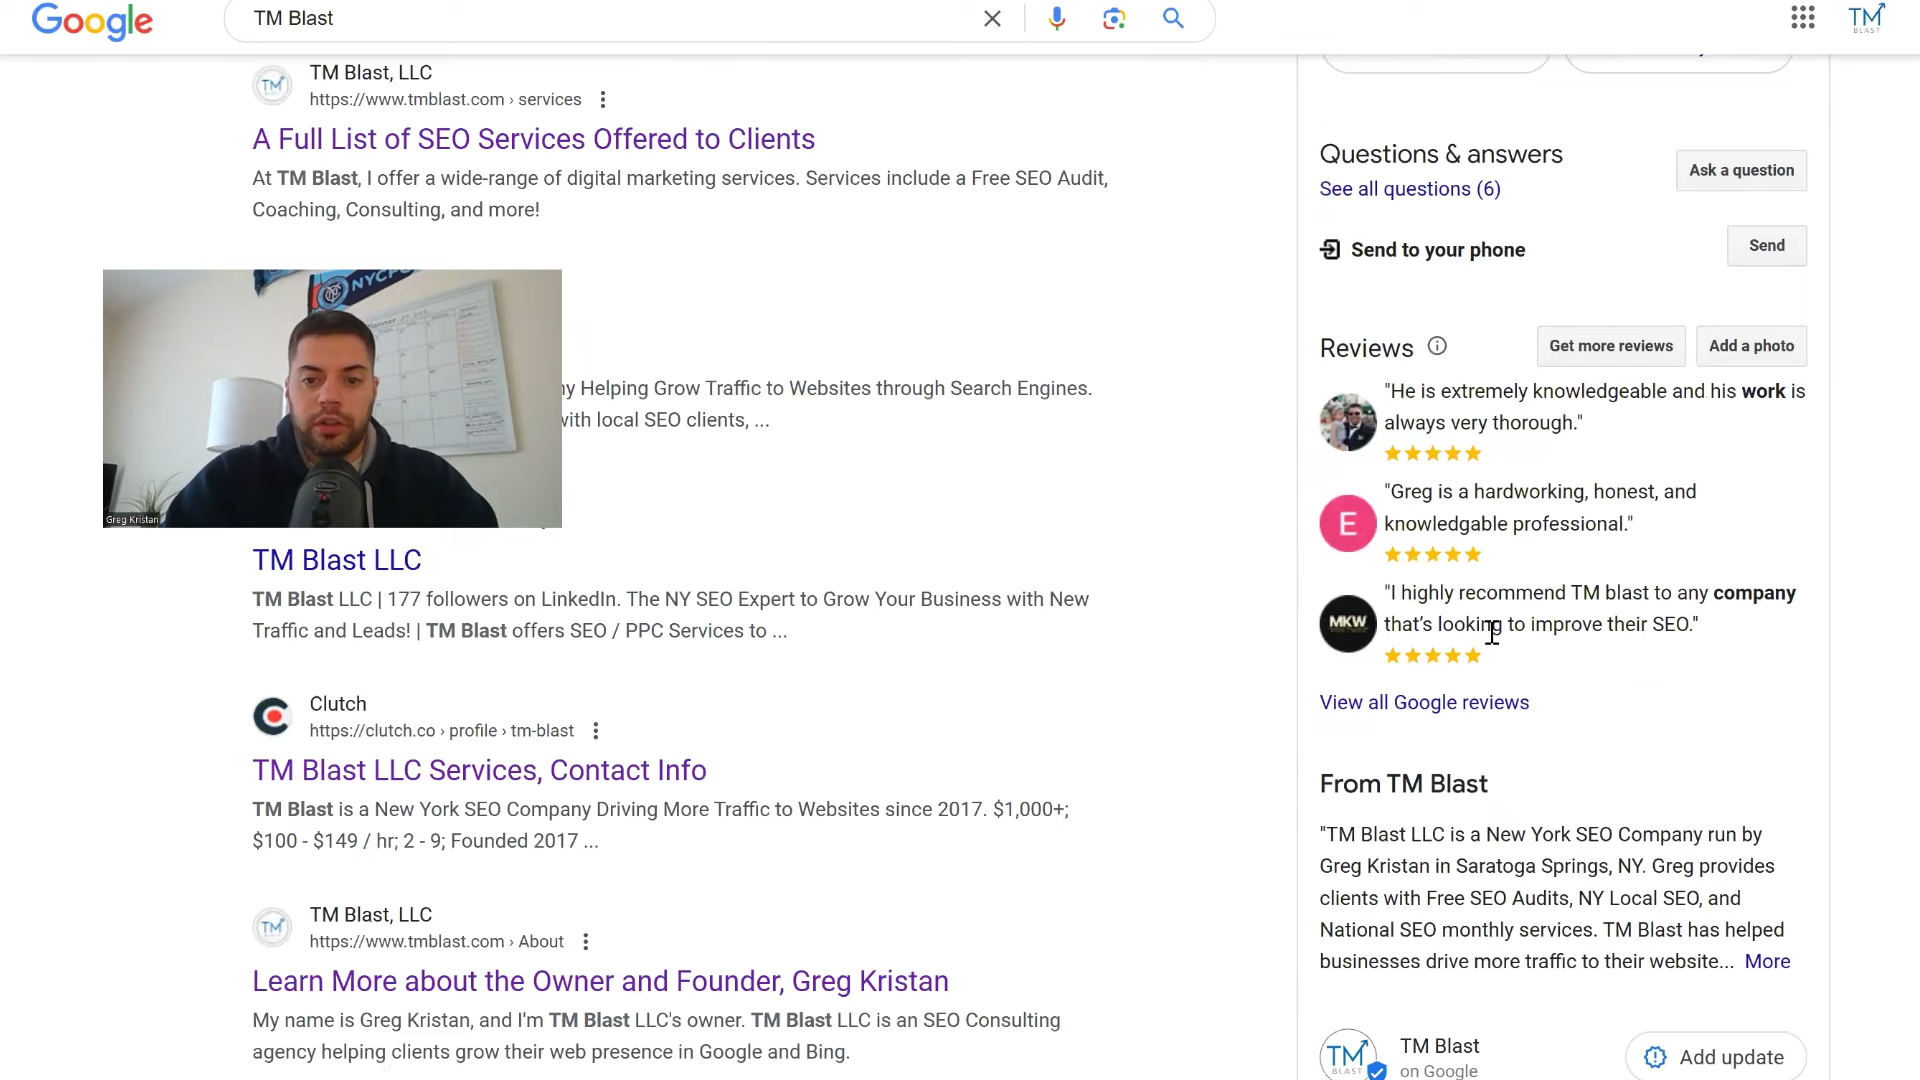 Google
TM Blast
TM
BLAST
TM Blast, LLC
https://www.tmblast.com › services
A Full List of SEO Services Offered to Clients
At TM Blast, I offer a wide-range of digital marketing services. Services include a Free SEO Audit,
Coaching, Consulting, and more!
NYCFC
Greg Kristan
Helping Grow Traffic to Websites through Search Engines.
with local SEO clients, ...
TM Blast LLC
TM Blast LLC | 177 followers on LinkedIn. The NY SEO Expert to Grow Your Business with New
Traffic and Leads! | TM Blast offers SEO / PPC Services to ...
Clutch
https://clutch.co › profile › tm-blast
TM Blast LLC Services, Contact Info
TM Blast is a New York SEO Company Driving More Traffic to Websites since 2017. $1,000+;
$100 - $149 / hr; 2 - 9; Founded 2017 ...
TM Blast, LLC
https://www.tmblast.com › About
Learn More about the Owner and Founder, Greg Kristan
My name is Greg Kristan, and I'm TM Blast LLC's owner. TM Blast LLC is an SEO Consulting
agency helping clients grow their web presence in Google and Bing.
Questions & answers
See all questions (6)
Ask a question
Send to your phone
Send
Reviews
Get more reviews
Add a photo
"He is extremely knowledgeable and his work is
always very thorough."
E
"Greg is a hardworking, honest, and
knowledgable professional."
MKW
"I highly recommend TM blast to any company
that's looking to improve their SEO."
View all Google reviews
From TM Blast
"TM Blast LLC is a New York SEO Company run by
Greg Kristan in Saratoga Springs, NY. Greg provides
clients with Free SEO Audits, NY Local SEO, and
National SEO monthly services. TM Blast has helped
businesses drive more traffic to their website... More
TM
BLAST
TM Blast
on Google
Add update